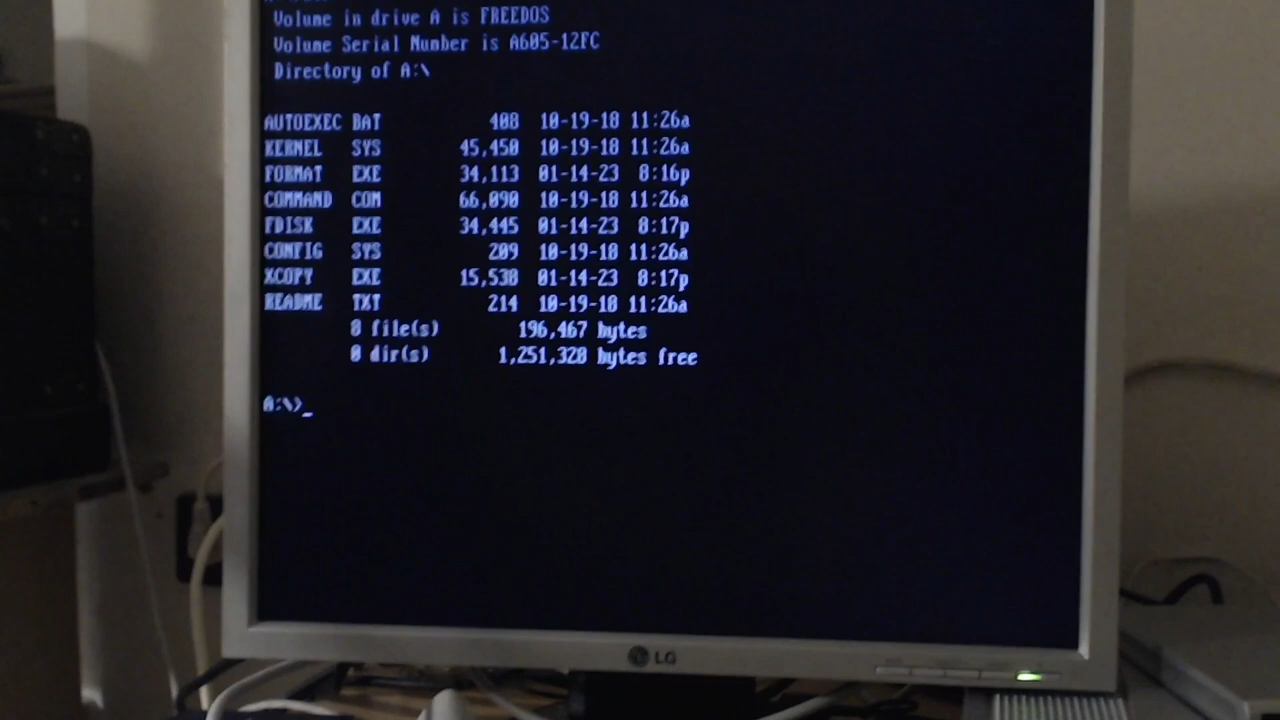 Volume in drive A is FREEDOS
Volume Serial Number is A605-12FC
Directory of A:\
AUTOEXEC BAT 408 10-19-18 11:26a
KERNEL SYS 45,450 10-19-18 11:26a
FORMAT EXE 34,113 01-14-23 8:16p
COMMAND COM 66,090 10-19-18 11:26a
FDISK EXE 34,445 01-14-23 8:17p
CONFIG SYS 209 10-19-18 11:26a
XCOPY EXE 15,538 01-14-23 8:17p
README TXT 214 10-19-18 11:26a
8 file(s) 196,467 bytes
0 dir(s) 1,251,328 bytes free
A:\>_
LG